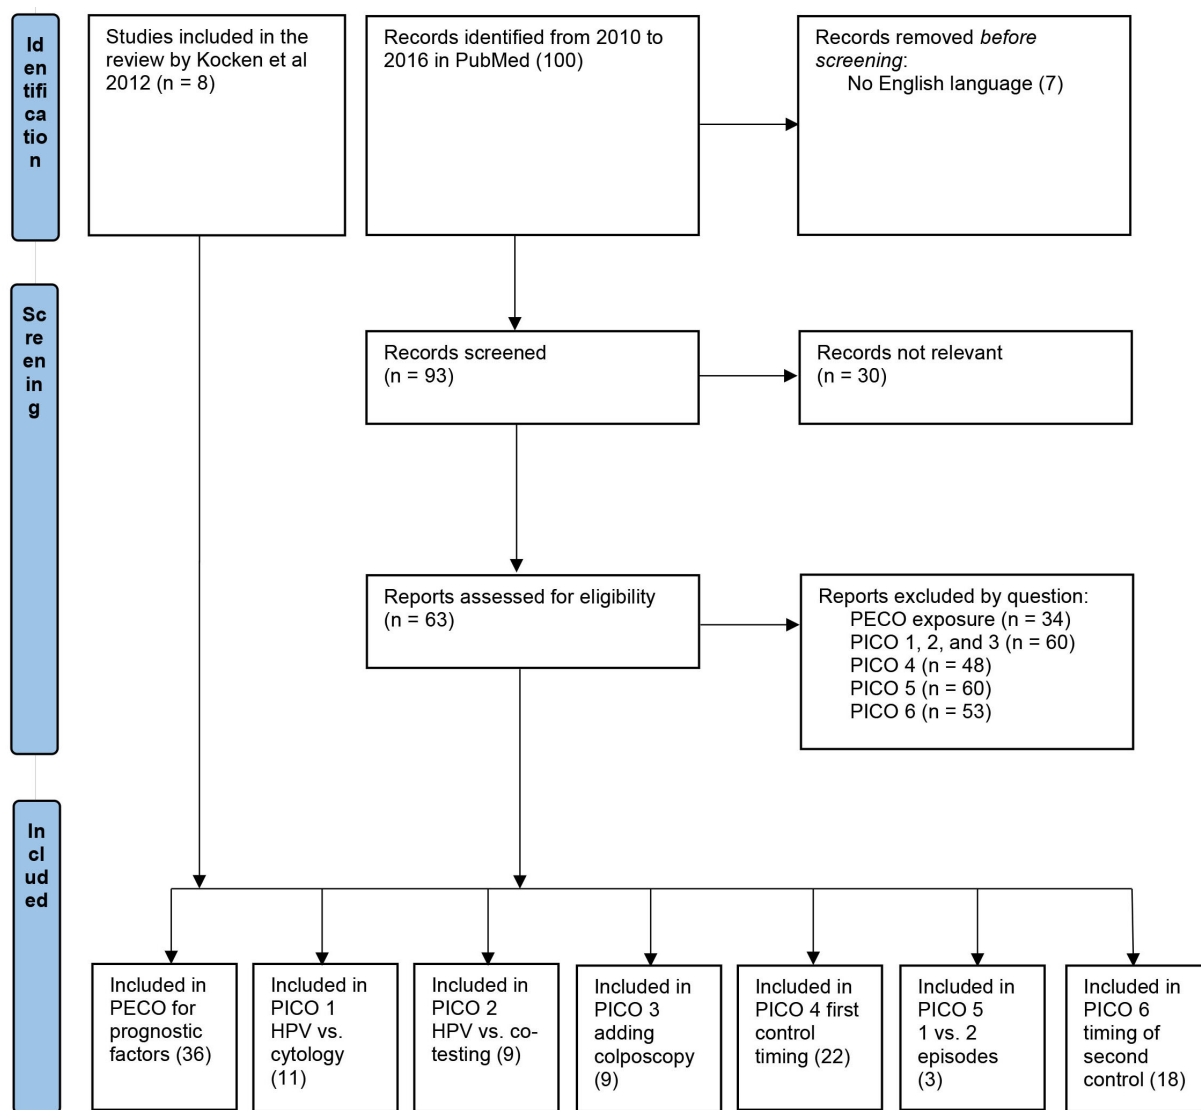 Id
en
tifi
ca
tio
n
Studies included in the
review by Kocken et al
2012 (n = 8)
Records identified from 2010 to
2016 in PubMed (100)
Records removed before
screening:
No English language (7)
Sc
re
en
in
g
Records screened
(n = 93)
Records not relevant
(n = 30)
Reports assessed for eligibility
(n = 63)
Reports excluded by question:
PECO exposure (n = 34)
PICO 1, 2, and 3 (n = 60)
PICO 4 (n = 48)
PICO 5 (n = 60)
PICO 6 (n = 53)
In
cl
ud
ed
Included in
PECO for
prognostic
factors (36)
Included in
PICO 1
HPV vs.
cytology
(11)
Included in
PICO 2
HPV vs. co-
testing (9)
Included in
PICO 3
adding
colposcopy
(9)
Included in
PICO 4 first
control
timing (22)
Included in
PICO 5
1 vs. 2
episodes
(3)
Included in
PICO 6
timing of
second
control (18)